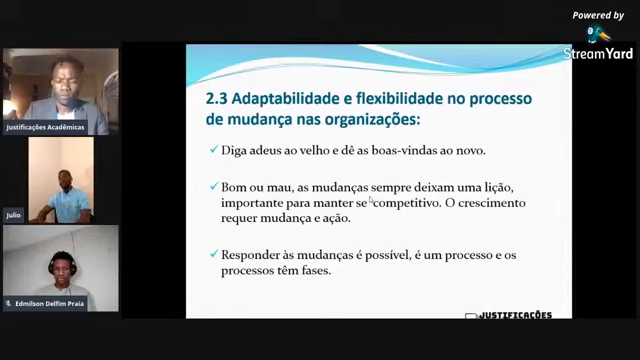 Powered by
StreamYard
2.3 Adaptabilidade e flexibilidade no processo
de mudança nas organizações:
Diga adeus ao velho e dê as boas-vindas ao novo.
Bom ou mau, as mudanças sempre deixam uma lição,
importante para manter se competitivo. O crescimento
requer mudança e ação.
Responder às mudanças é possível, é um processo e os
processos têm fases.
JUSTIFICAÇÕES
Justificações Acadêmicas
Julio
Edmilson Delfim Praia